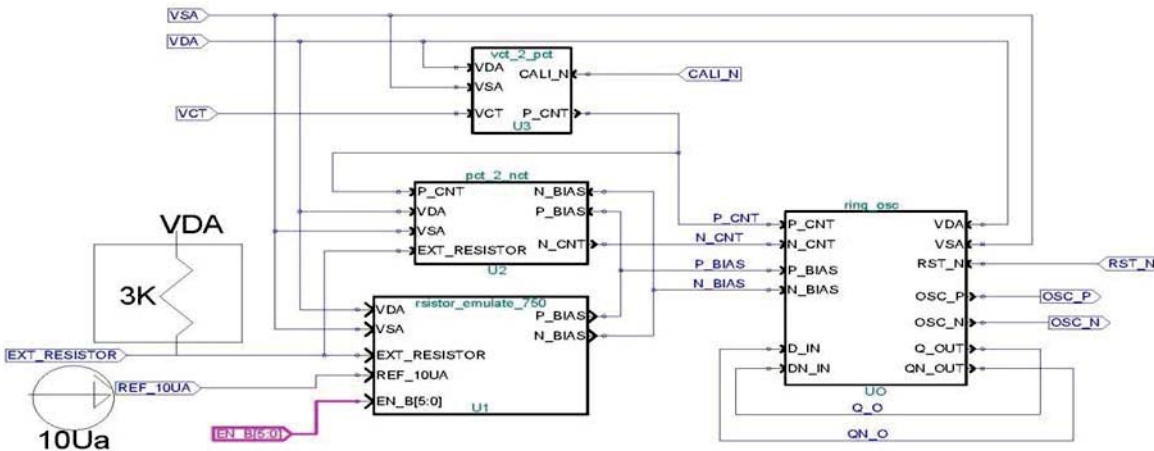 VSA
VDA
vct_2_pct
VDA
CALI_N
CALI_N
VSA
VCT
VCT
P_CNT
U3
pct_2_nct
P_CNT
N_BIAS
VDA
P_BIAS
VSA
N_CNT
EXT_RESISTOR
U2
ring_osc
P_CNT
P_CNT
VDA
N_CNT
N_CNT
VSA
P_BIAS
P_BIAS
RST_N
RST_N
N_BIAS
N_BIAS
OSC_P
OSC_P
OSC_N
OSC_N
D_IN
Q_OUT
DN_IN
QN_OUT
UO
Q_O
QN_O
VDA
3K
rsistor_emulate_750
VDA
P_BIAS
VSA
N_BIAS
EXT_RESISTOR
EXT_RESISTOR
REF_10UA
REF_10UA
EN_B[5:0]
U1
EN_B[5:0]
10Ua